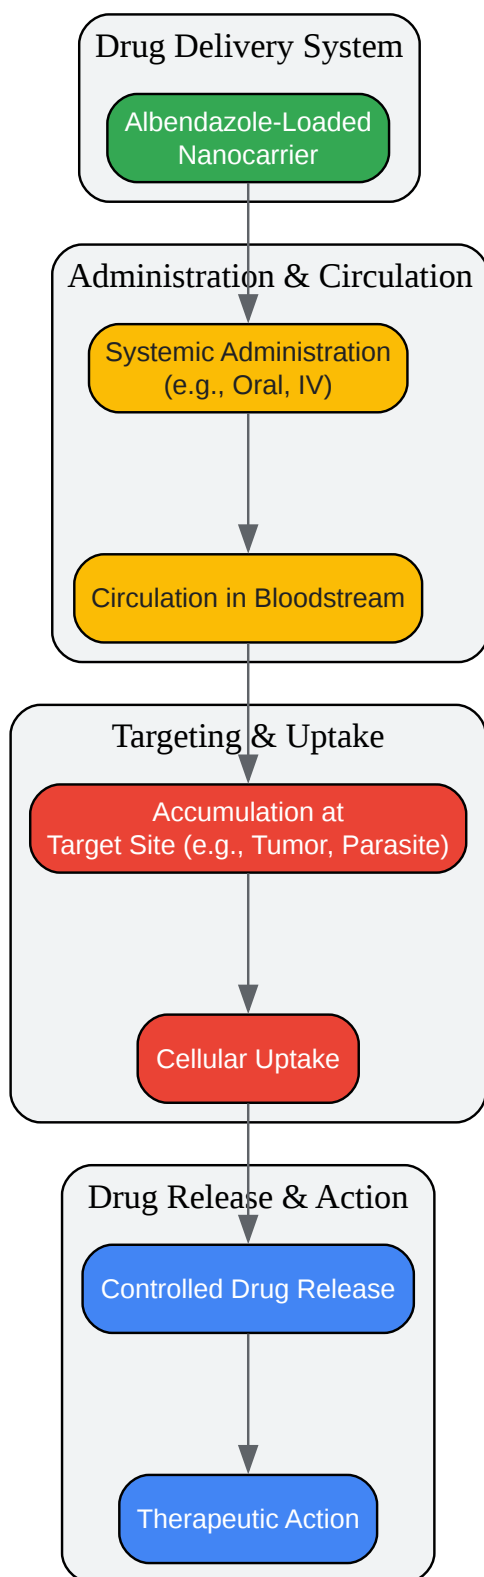 Drug Delivery System
Albendazole-Loaded
Nanocarrier
Administration & Circulation
Systemic Administration
(e.g., Oral, IV)
Circulation in Bloodstream
Targeting & Uptake
Accumulation at
Target Site (e.g., Tumor, Parasite)
Cellular Uptake
Drug Release & Action
Controlled Drug Release
Therapeutic Action